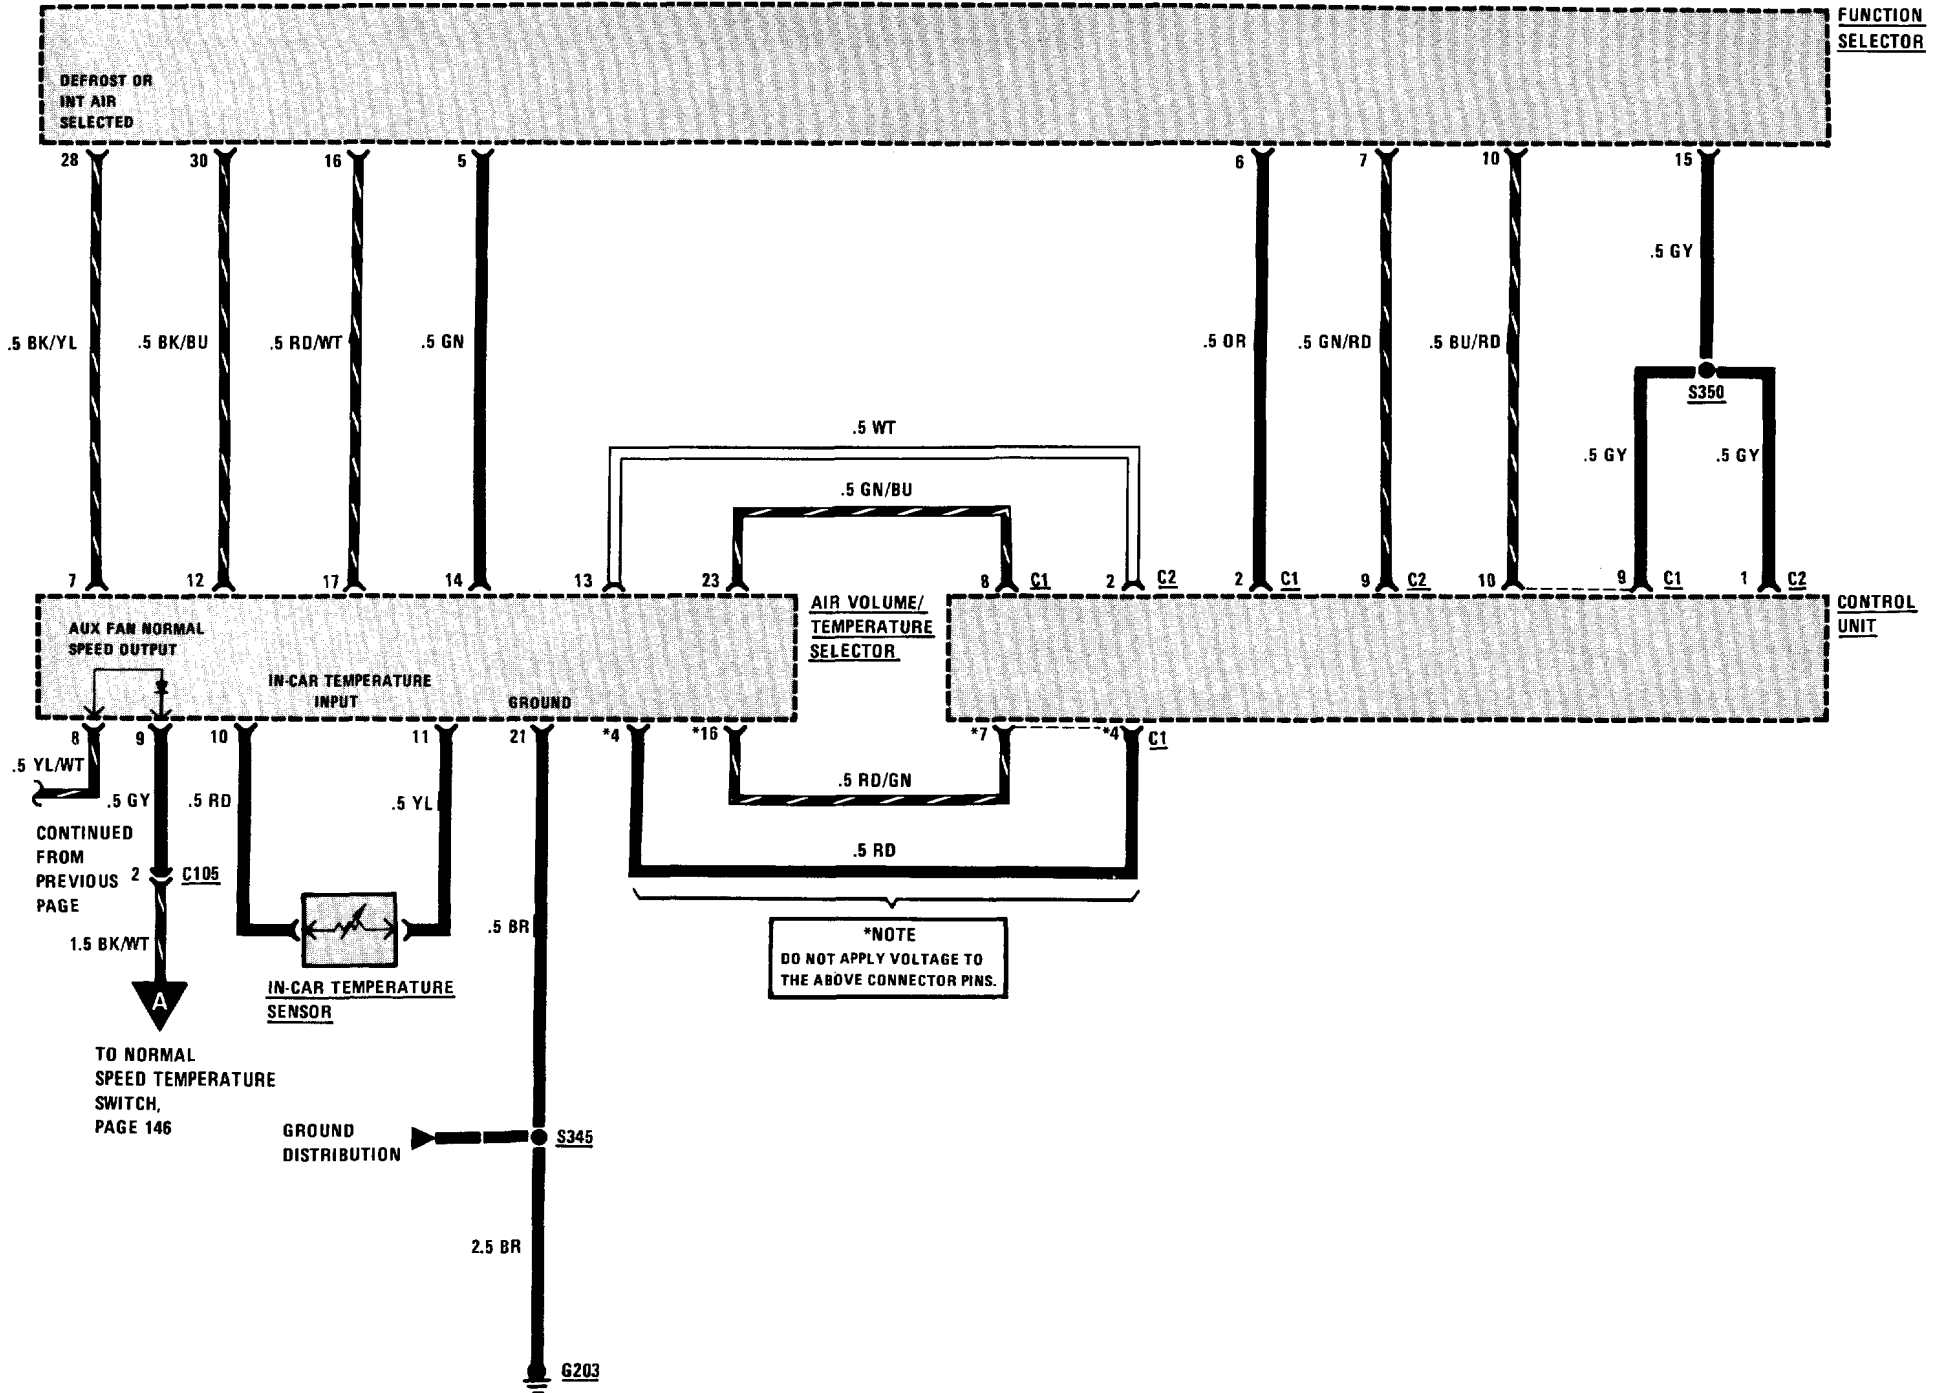 FUNCTION
SELECTOR
DEFROST OR
INT AIR
SELECTED
28 30 16 5 6 7 10 15
.5 GY
.5 BK/YL .5 BK/BU .5 RD/WT .5 GN .5 OR .5 GN/RD .5 BU/RD
S350
.5 WT
.5 GY .5 GY
.5 GN/BU
7 12 17 14 13 23 8 C1 2 C2 2 C1 9 C2 10 9 C1 1 C2
AIR VOLUME/
TEMPERATURE
SELECTOR
CONTROL
UNIT
AUX FAN NORMAL
SPEED OUTPUT
IN-CAR TEMPERATURE
INPUT
GROUND
8 9 10 11 21 *4 *16 *7 *4 C1
.5 YL/WT
.5 GY .5 RD .5 YL
.5 RD/GN
CONTINUED
FROM
PREVIOUS
PAGE
2 C105
.5 RD
1.5 BK/WT
.5 BR
*NOTE
DO NOT APPLY VOLTAGE TO
THE ABOVE CONNECTOR PINS.
A
IN-CAR TEMPERATURE
SENSOR
TO NORMAL
SPEED TEMPERATURE
SWITCH,
PAGE 146
GROUND
DISTRIBUTION
S345
2.5 BR
G203